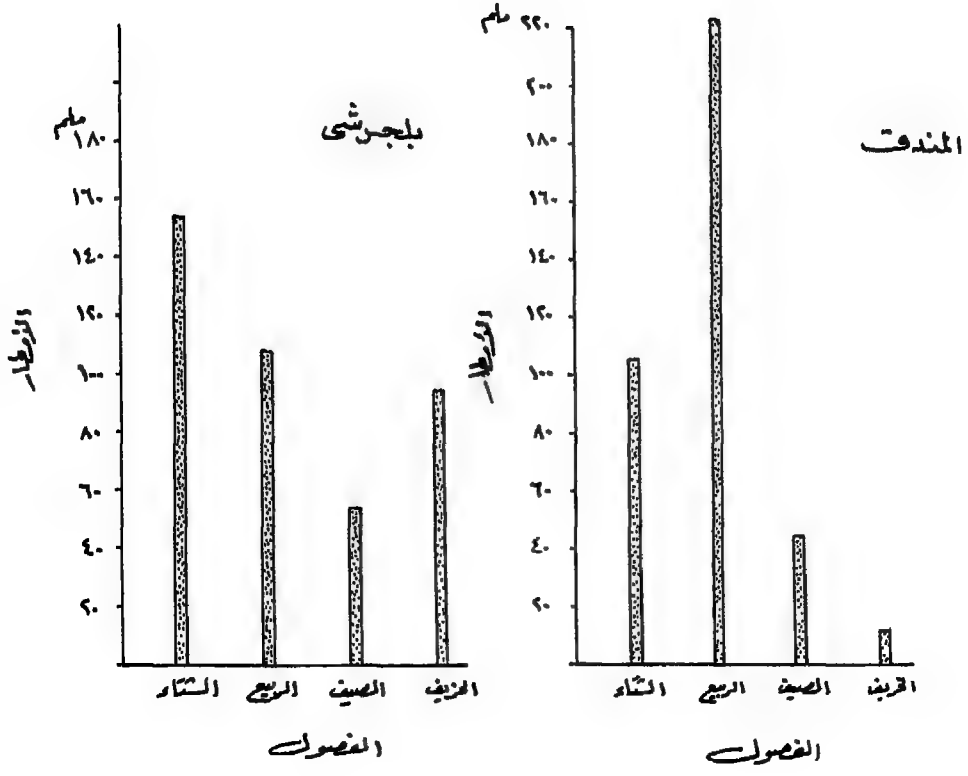 المندق
ملم
٢٢٠
٢٠٠
١٨٠
١٦٠
١٤٠
١٢٠
١٠٠
٨٠
٦٠
٤٠
٢٠
الأمطار
الشتاء الربيع الصيف الخريف
الفصول
بلجرشى
ملم
١٨٠
١٦٠
١٤٠
١٢٠
١٠٠
٨٠
٦٠
٤٠
٢٠
الأمطار
الشتاء الربيع الصيف الخريف
الفصول